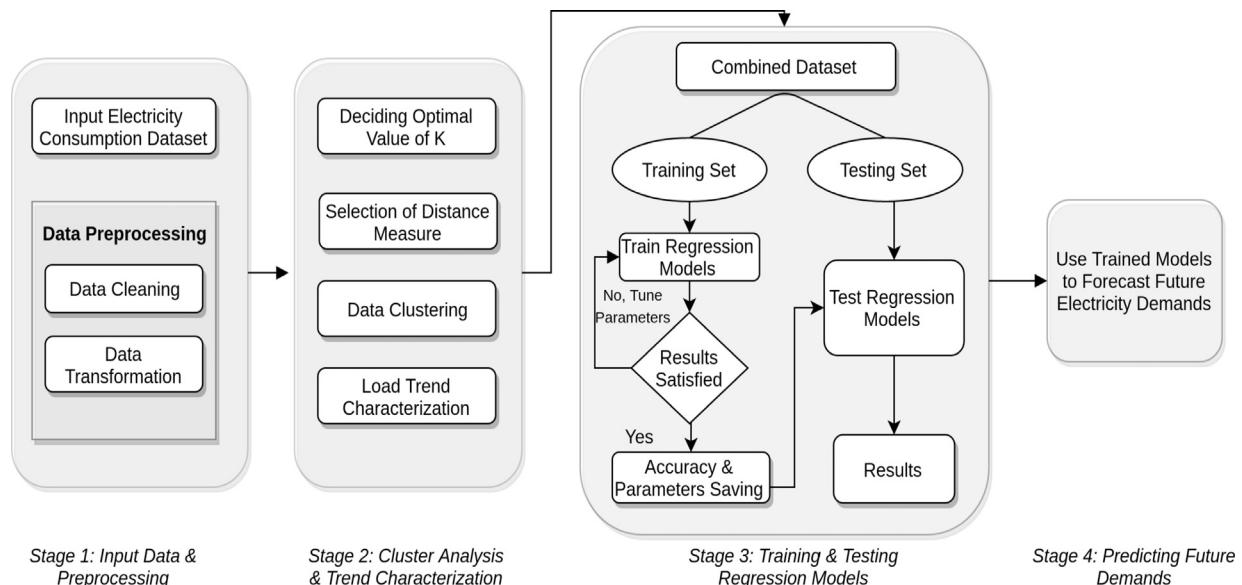 Input Electricity
Consumption Dataset
Data Preprocessing
Data Cleaning
Data
Transformation
Deciding Optimal
Value of K
Selection of Distance
Measure
Data Clustering
Load Trend
Characterization
Combined Dataset
Training Set
Testing Set
Train Regression
Models
No, Tune
Parameters
Results
Satisfied
Yes
Accuracy &
Parameters Saving
Test Regression
Models
Results
Use Trained Models
to Forecast Future
Electricity Demands
Stage 1: Input Data &
Preprocessing
Stage 2: Cluster Analysis
& Trend Characterization
Stage 3: Training & Testing
Regression Models
Stage 4: Predicting Future
Demands